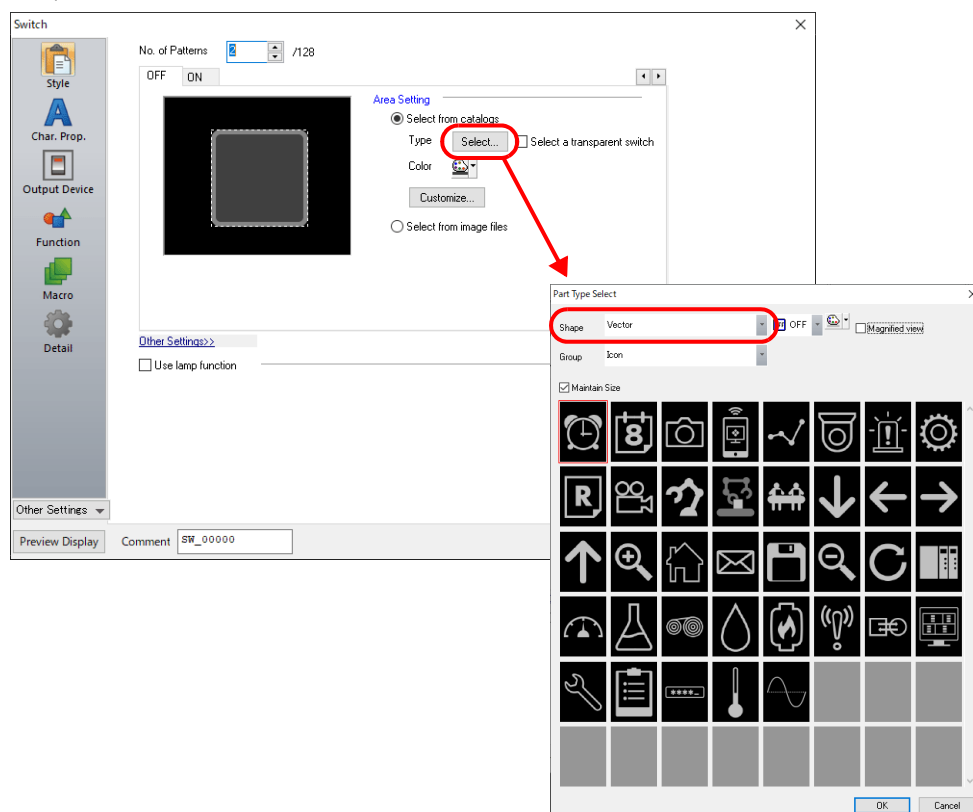 Switch
No. of Patterns 2 /128
OFF ON
Style
Area Setting
Select from catalogs
Char. Prop.
Type Select... Select a transparent switch
Color
Output Device
Customize...
Select from image files
Function
Macro
Detail
Other Settings>>
Use lamp function
Other Settings
Preview Display Comment SW_00000
Part Type Select
Shape Vector OFF Magnified view
Group Icon
Maintain Size
8
R
****_
OK Cancel